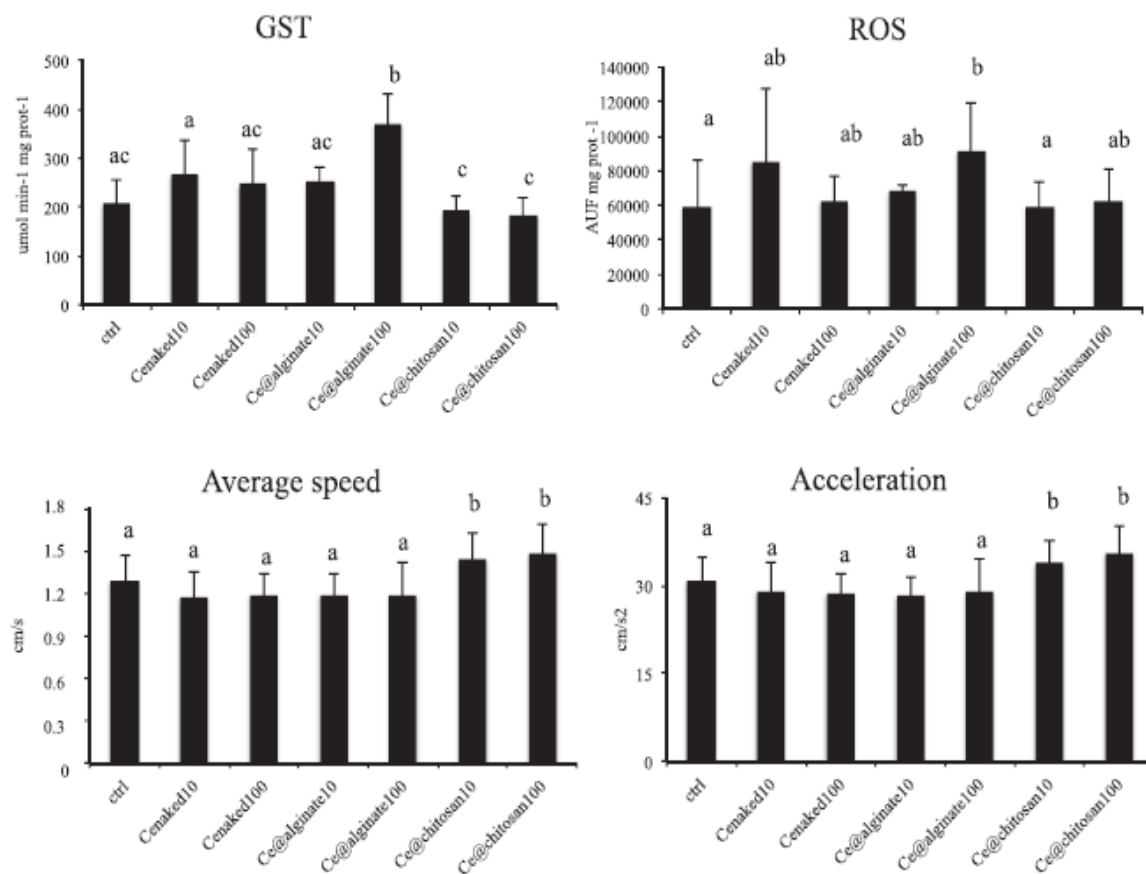 GST
500
400
300
200
100
0
umol min-1 mg prot-1
ac
a
ac
ac
b
c
c
ctrl
Cenaked10
Cenaked100
Ce@alginate10
Ce@alginate100
Ce@chitosan10
Ce@chitosan100
ROS
140000
120000
100000
80000
60000
40000
20000
0
AUF mg prot -1
a
ab
ab
ab
b
a
ab
ctrl
Cenaked10
Cenaked100
Ce@alginate10
Ce@alginate100
Ce@chitosan10
Ce@chitosan100
Average speed
1.8
1.5
1.2
0.9
0.6
0.3
0
cm/s
a
a
a
a
a
b
b
ctrl
Cenaked10
Cenaked100
Ce@alginate10
Ce@alginate100
Ce@chitosan10
Ce@chitosan100
Acceleration
45
30
15
0
cm/s2
a
a
a
a
a
b
b
ctrl
Cenaked10
Cenaked100
Ce@alginate10
Ce@alginate100
Ce@chitosan10
Ce@chitosan100